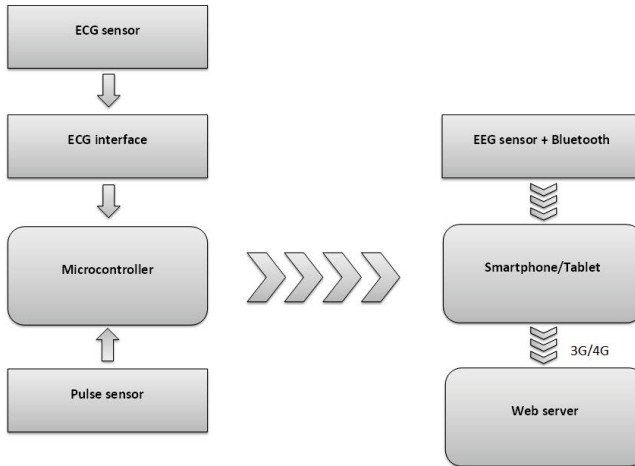 ECG sensor
ECG interface
EEG sensor + Bluetooth
Microcontroller
Smartphone/Tablet
3G/4G
Pulse sensor
Web server